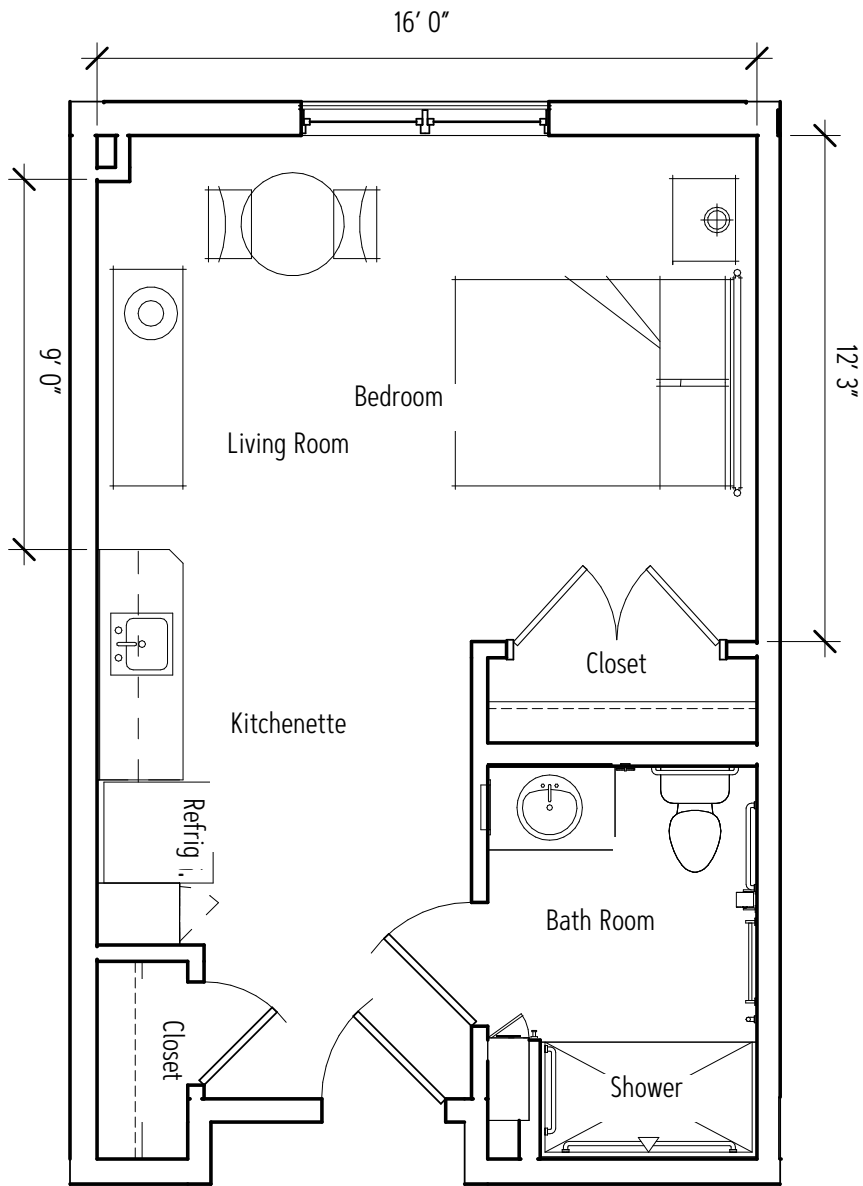 16' 0"
9' 0"
12' 3"
Bedroom
Living Room
Closet
Kitchenette
Refrig.
Bath Room
Closet
Shower